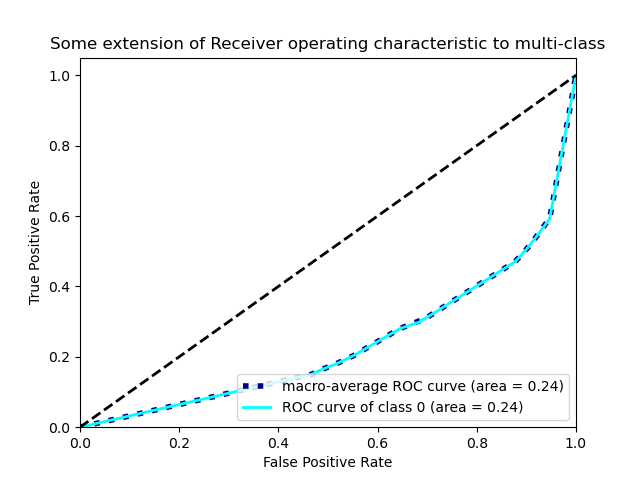 Some extension of Receiver operating characteristic to multi-class
True Positive Rate
1.0
0.8
0.6
0.4
0.2
0.0
macro-average ROC curve (area = 0.24)
ROC curve of class 0 (area = 0.24)
0.0 0.2 0.4 0.6 0.8 1.0
False Positive Rate